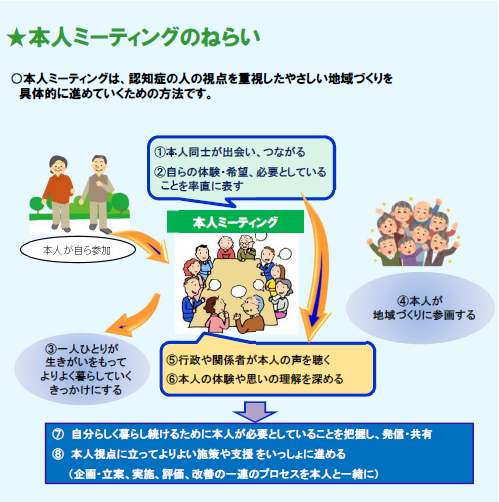 ★本人ミーティングのねらい
○本人ミーティングは、認知症の人の視点を重視したやさしい地域づくりを
具体的に進めていくための方法です。
①本人同士が出会い、つながる
②自らの体験・希望、必要としている
ことを率直に表す
本人が自ら参加
本人ミーティング
④本人が
地域づくりに参画する
③一人ひとりが
生きがいをもって
よりよく暮らしていく
きっかけにする
⑤行政や関係者が本人の声を聴く
⑥本人の体験や思いの理解を深める
⑦ 自分らしく暮らし続けるために本人が必要としていることを把握し、発信・共有
⑧ 本人視点に立ってよりよい施策や支援をいっしょに進める
（企画・立案、実施、評価、改善の一連のプロセスを本人と一緒に）